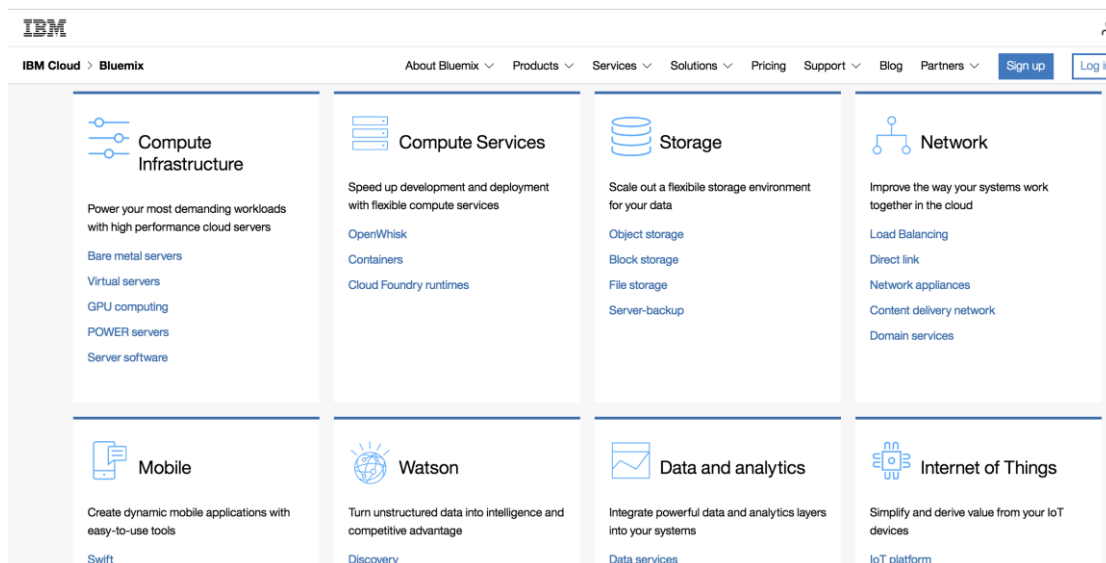 IBM
IBM Cloud > Bluemix
About Bluemix Products Services Solutions Pricing Support Blog Partners Sign up Log in
Compute
Infrastructure
Power your most demanding workloads
with high performance cloud servers
Bare metal servers
Virtual servers
GPU computing
POWER servers
Server software
Compute Services
Speed up development and deployment
with flexible compute services
OpenWhisk
Containers
Cloud Foundry runtimes
Storage
Scale out a flexibile storage environment
for your data
Object storage
Block storage
File storage
Server-backup
Network
Improve the way your systems work
together in the cloud
Load Balancing
Direct link
Network appliances
Content delivery network
Domain services
Mobile
Create dynamic mobile applications with
easy-to-use tools
Swift
Watson
Turn unstructured data into intelligence and
competitive advantage
Discovery
Data and analytics
Integrate powerful data and analytics layers
into your systems
Data services
Internet of Things
Simplify and derive value from your IoT
devices
IoT platform